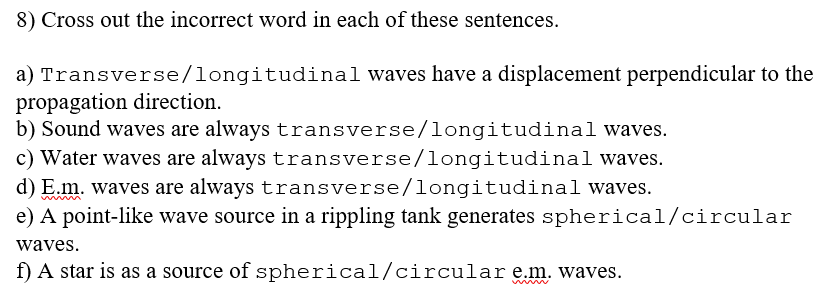 8) Cross out the incorrect word in each of these sentences.
a) Transverse/longitudinal waves have a displacement perpendicular to the
propagation direction.
b) Sound waves are always transverse/longitudinal waves.
c) Water waves are always transverse/longitudinal waves.
d) E.m. waves are always transverse/longitudinal waves.
e) A point-like wave source in a rippling tank generates spherical/circular
waves.
f) A star is as a source of spherical/circular e.m. waves.